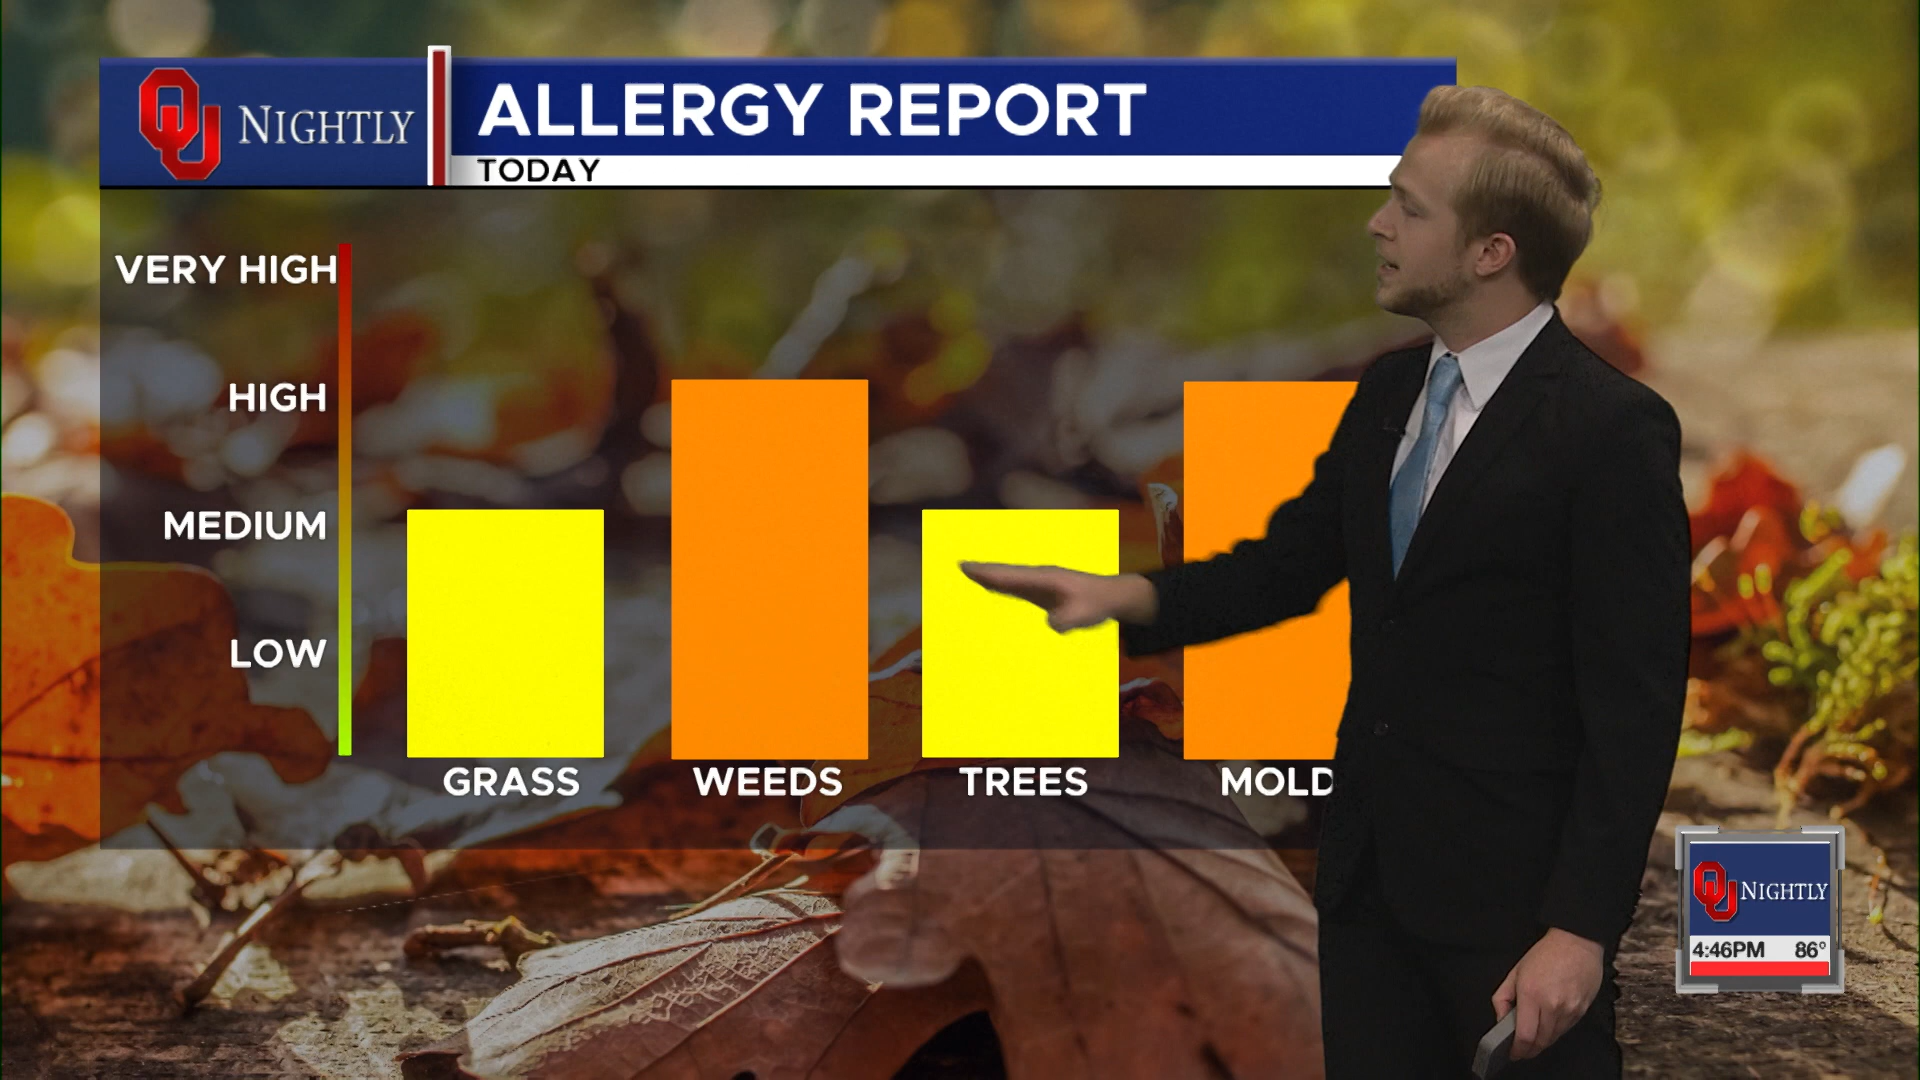 OU NIGHTLY
ALLERGY REPORT
TODAY
VERY HIGH
HIGH
MEDIUM
LOW
GRASS WEEDS TREES MOLD
OU NIGHTLY
4:46PM 86°